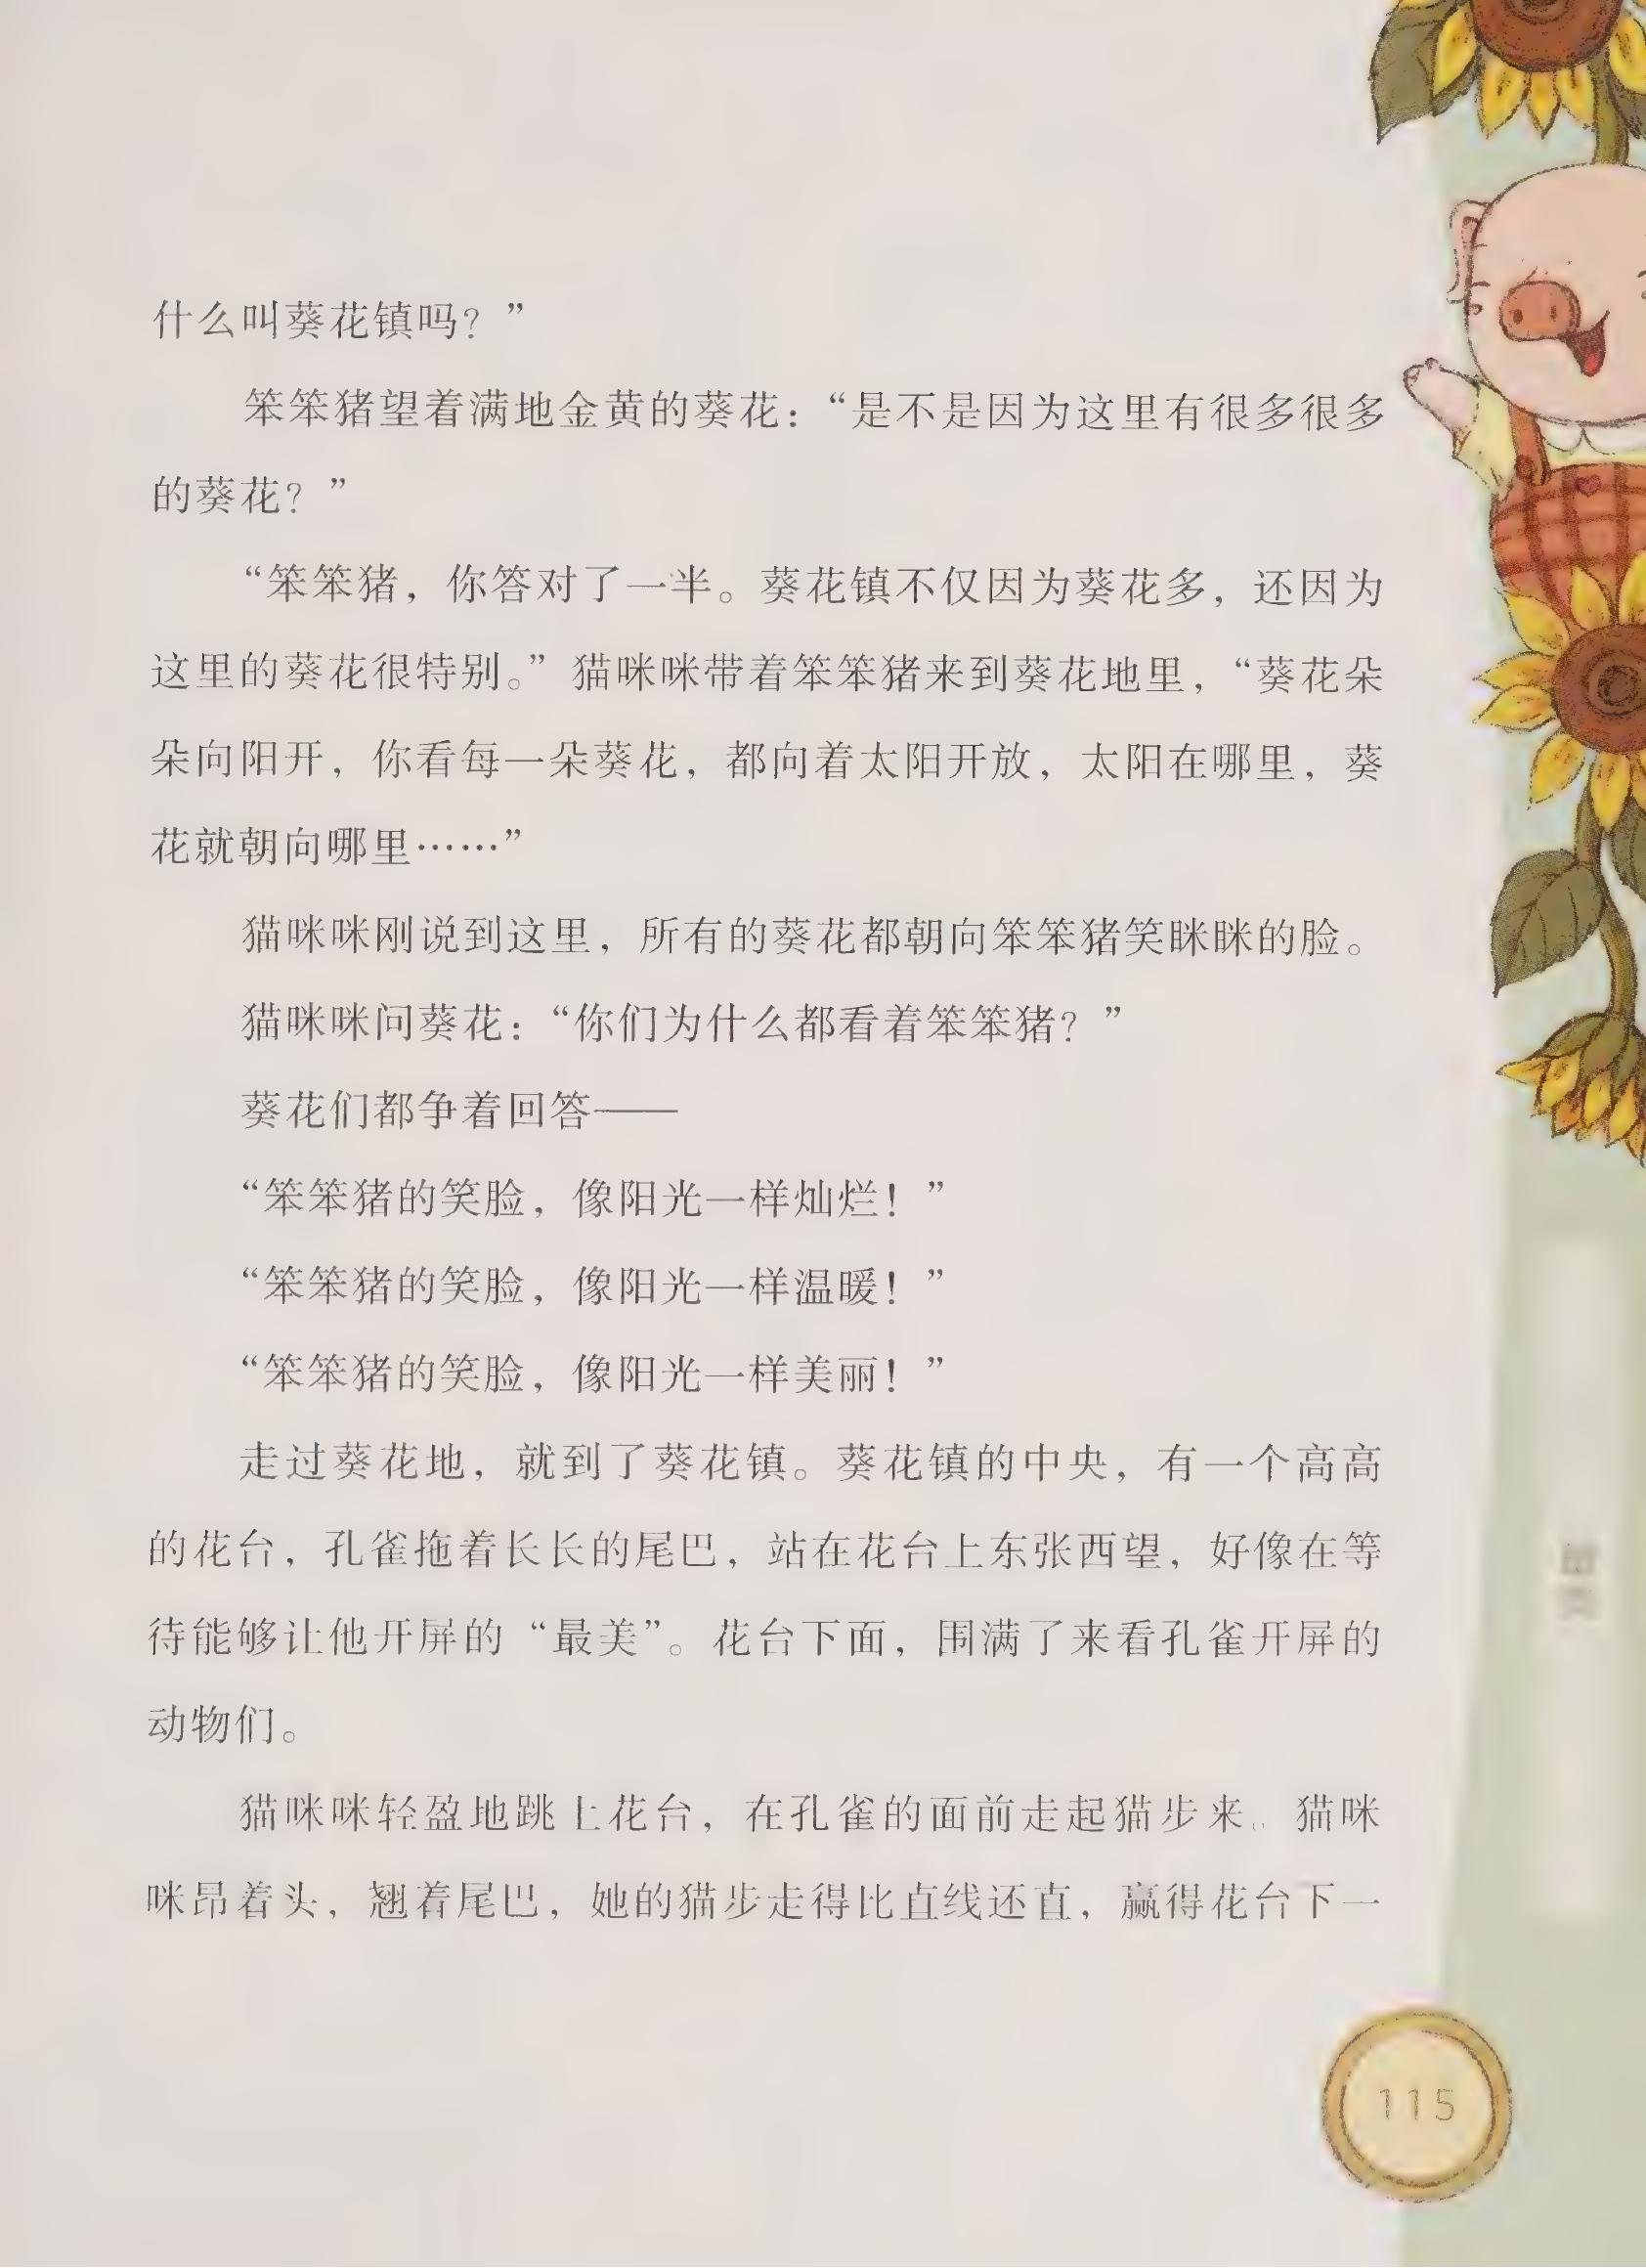 什么叫葵花镇吗？”
笨笨猪望着满地金黄的葵花：“是不是因为这里有很多很多
的葵花？”
“笨笨猪，你答对了一半。葵花镇不仅因为葵花多，还因为
这里的葵花很特别。”猫咪咪带着笨笨猪来到葵花地里，“葵花朵
朵向阳开，你看每一朵葵花，都向着太阳开放，太阳在哪里，葵
花就朝向哪里……”
猫咪咪刚说到这里，所有的葵花都朝向笨笨猪笑眯眯的脸。
猫咪咪问葵花：“你们为什么都看着笨笨猪？”
葵花们都争着回答——
“笨笨猪的笑脸，像阳光一样灿烂！”
“笨笨猪的笑脸，像阳光一样温暖！”
“笨笨猪的笑脸，像阳光一样美丽！”
走过葵花地，就到了葵花镇。葵花镇的中央，有一个高高
的花台，孔雀拖着长长的尾巴，站在花台上东张西望，好像在等
待能够让他开屏的“最美”。花台下面，围满了来看孔雀开屏的
动物们。
猫咪咪轻盈地跳上花台，在孔雀的面前走起猫步来。猫咪
咪昂着头，翘着尾巴，她的猫步走得比直线还直，赢得花台下一
115